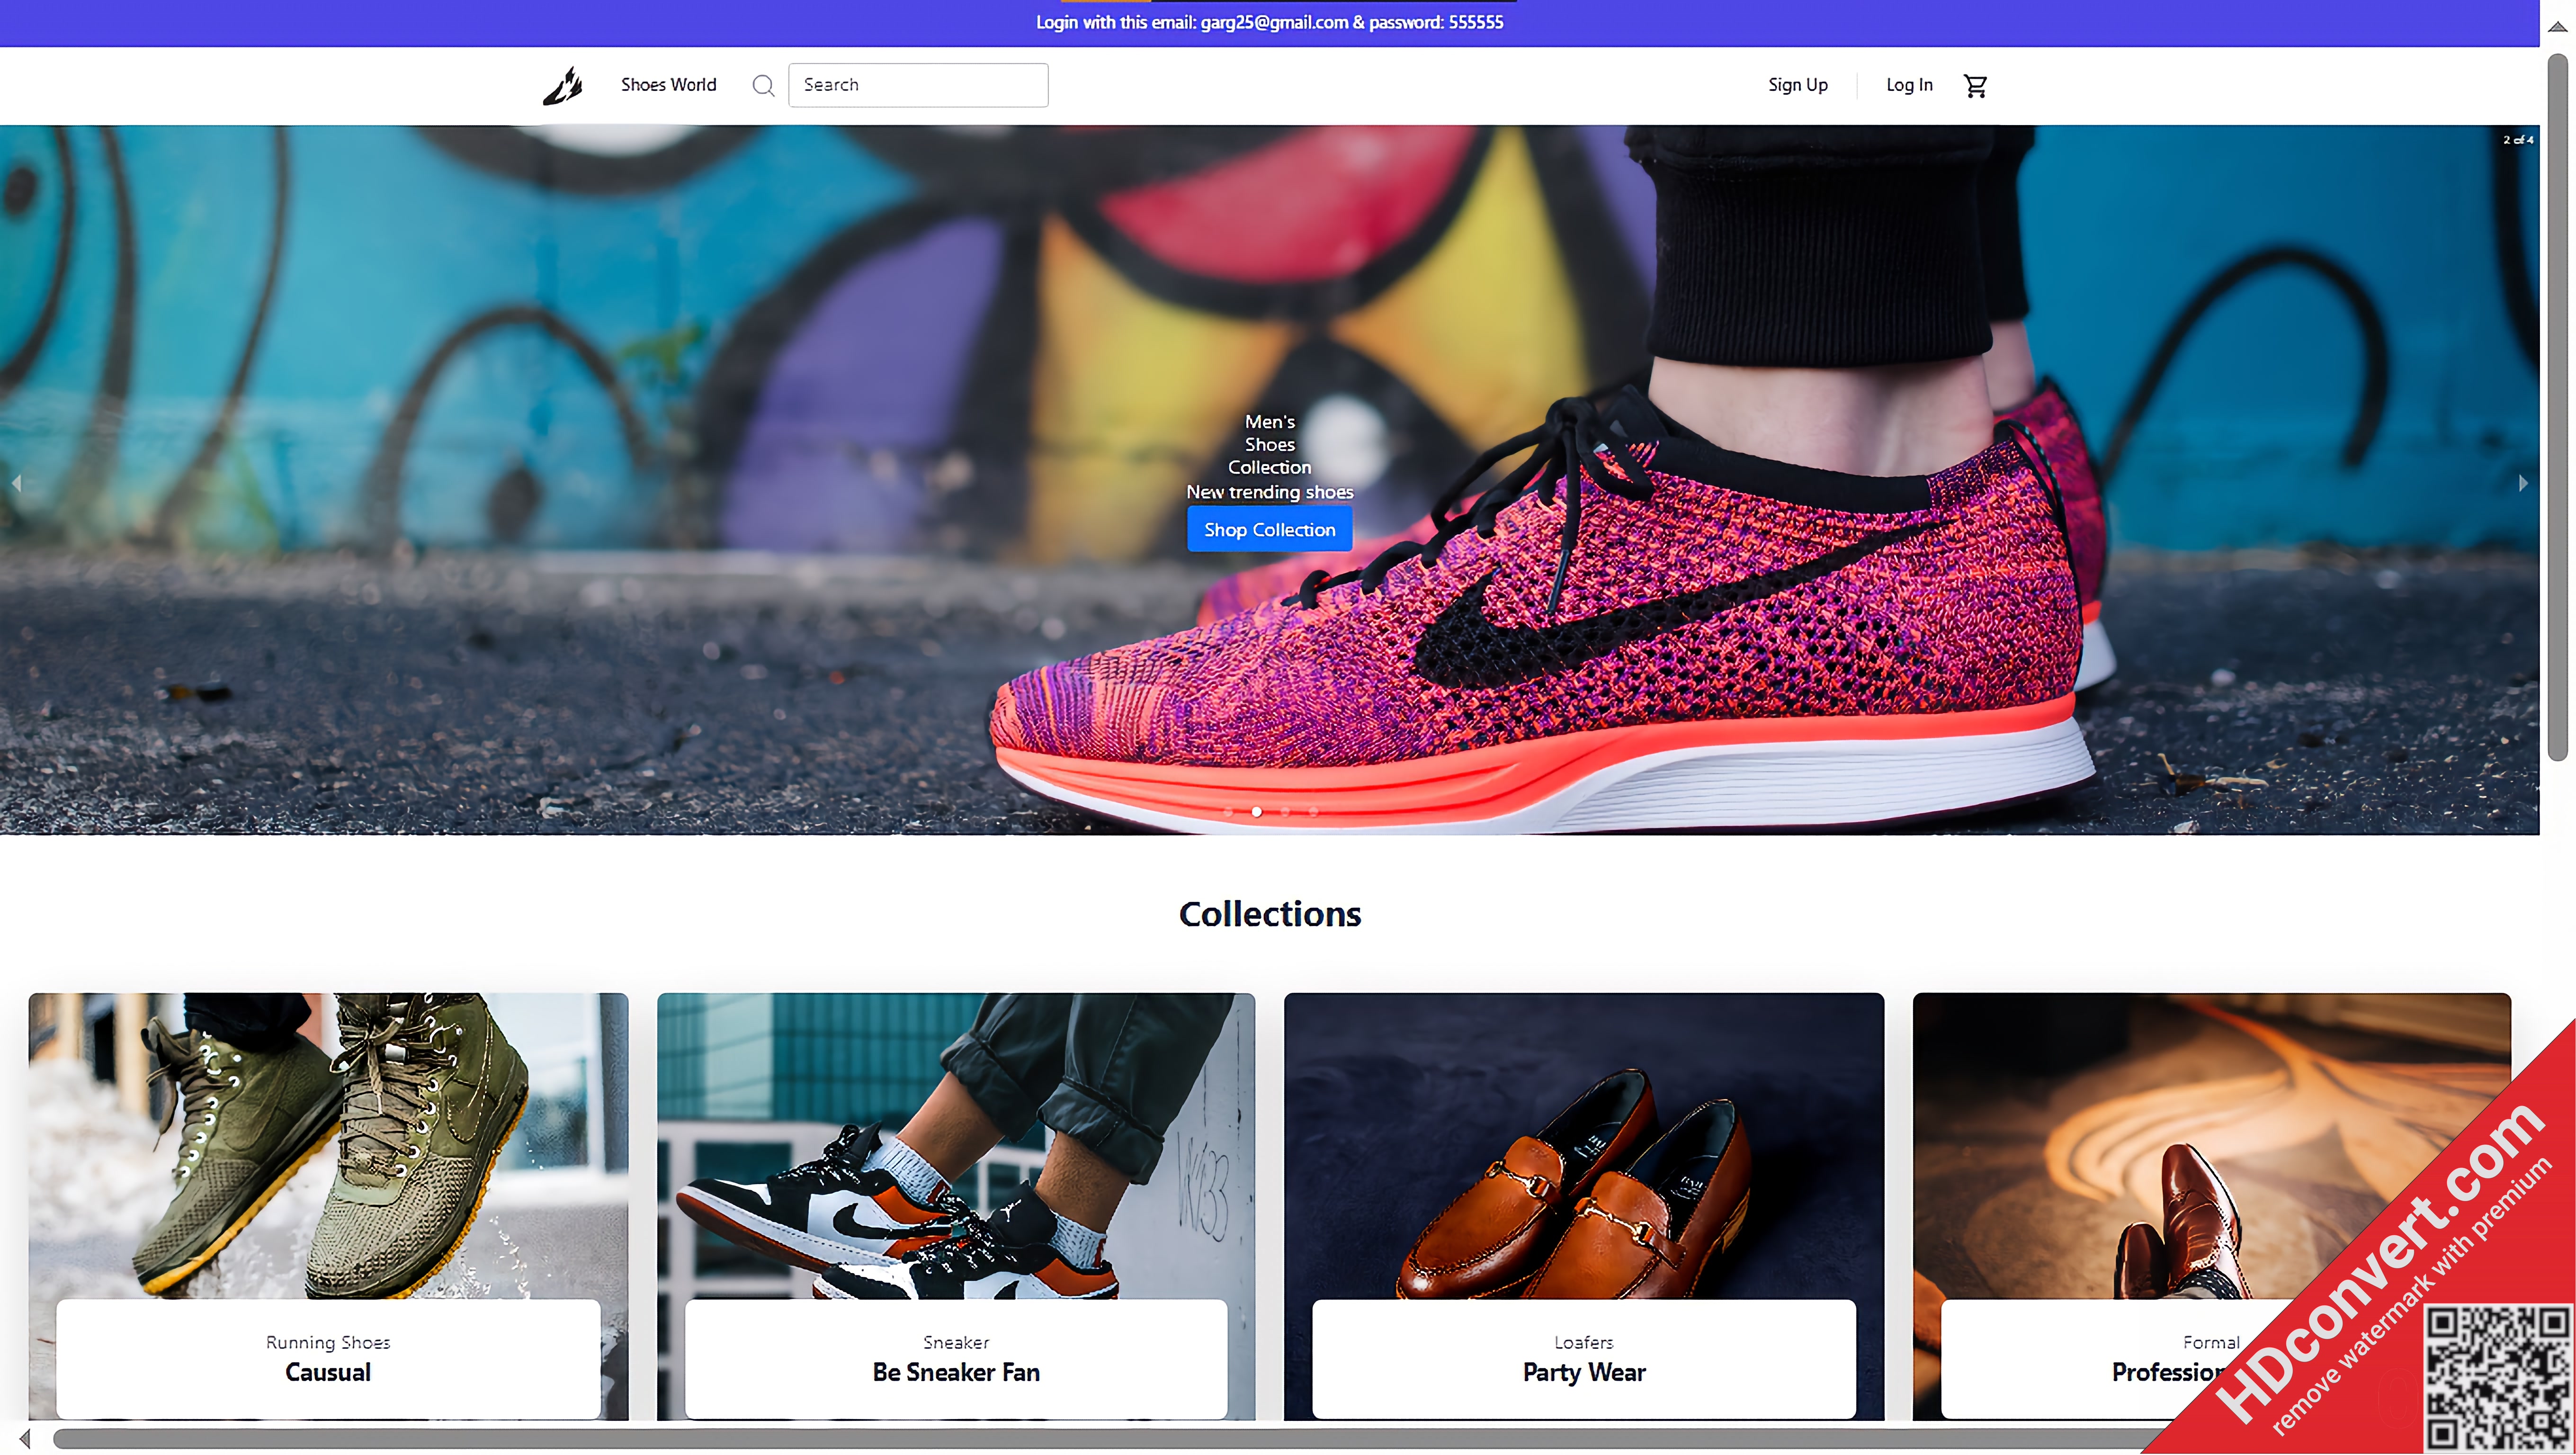 Login with this email: garg25@gmail.com & password: 555555
Shoes World
Search
Sign Up
Log In
2 of 4
Men's
Shoes
Collection
New trending shoes
Shop Collection
Collections
Running Shoes
Causual
Sneaker
Be Sneaker Fan
Loafers
Party Wear
Formal
HDconvert.com
remove watermark with premium